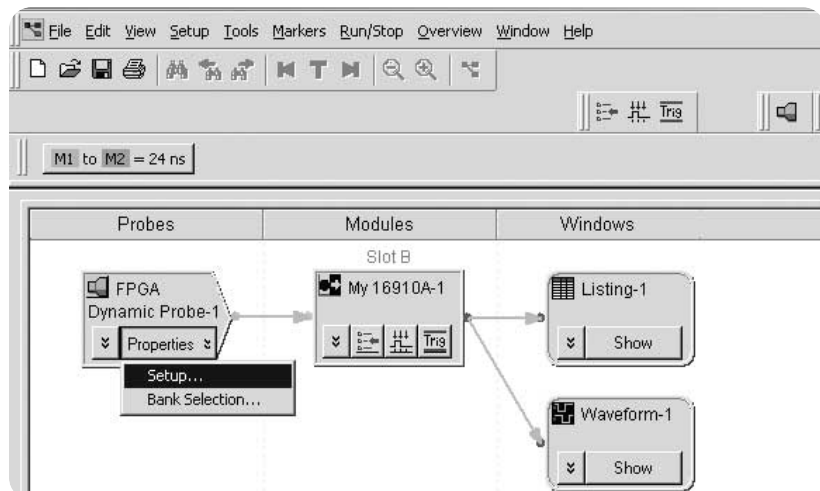 File Edit View Setup Tools Markers Run/Stop Overview Window Help
T
Trig
M1 to M2 = 24 ns
Probes Modules Windows
Slot B
FPGA
Dynamic Probe-1
Properties
Setup...
Bank Selection...
My 16910A-1
Trig
Listing-1
Show
Waveform-1
Show